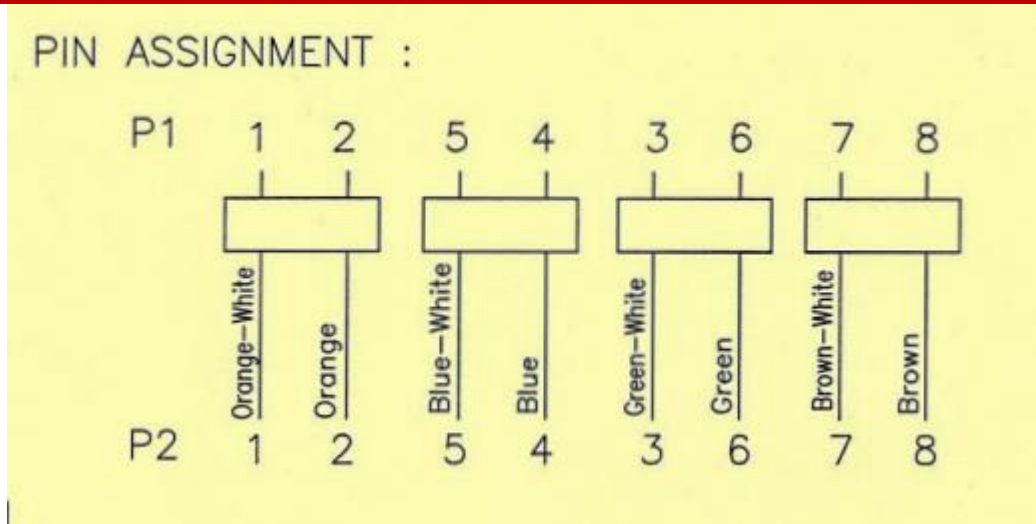 PIN ASSIGNMENT :
P1 1 2 5 4 3 6 7 8
Orange-White Orange Blue-White Blue Green-White Green Brown-White Brown
P2 1 2 5 4 3 6 7 8